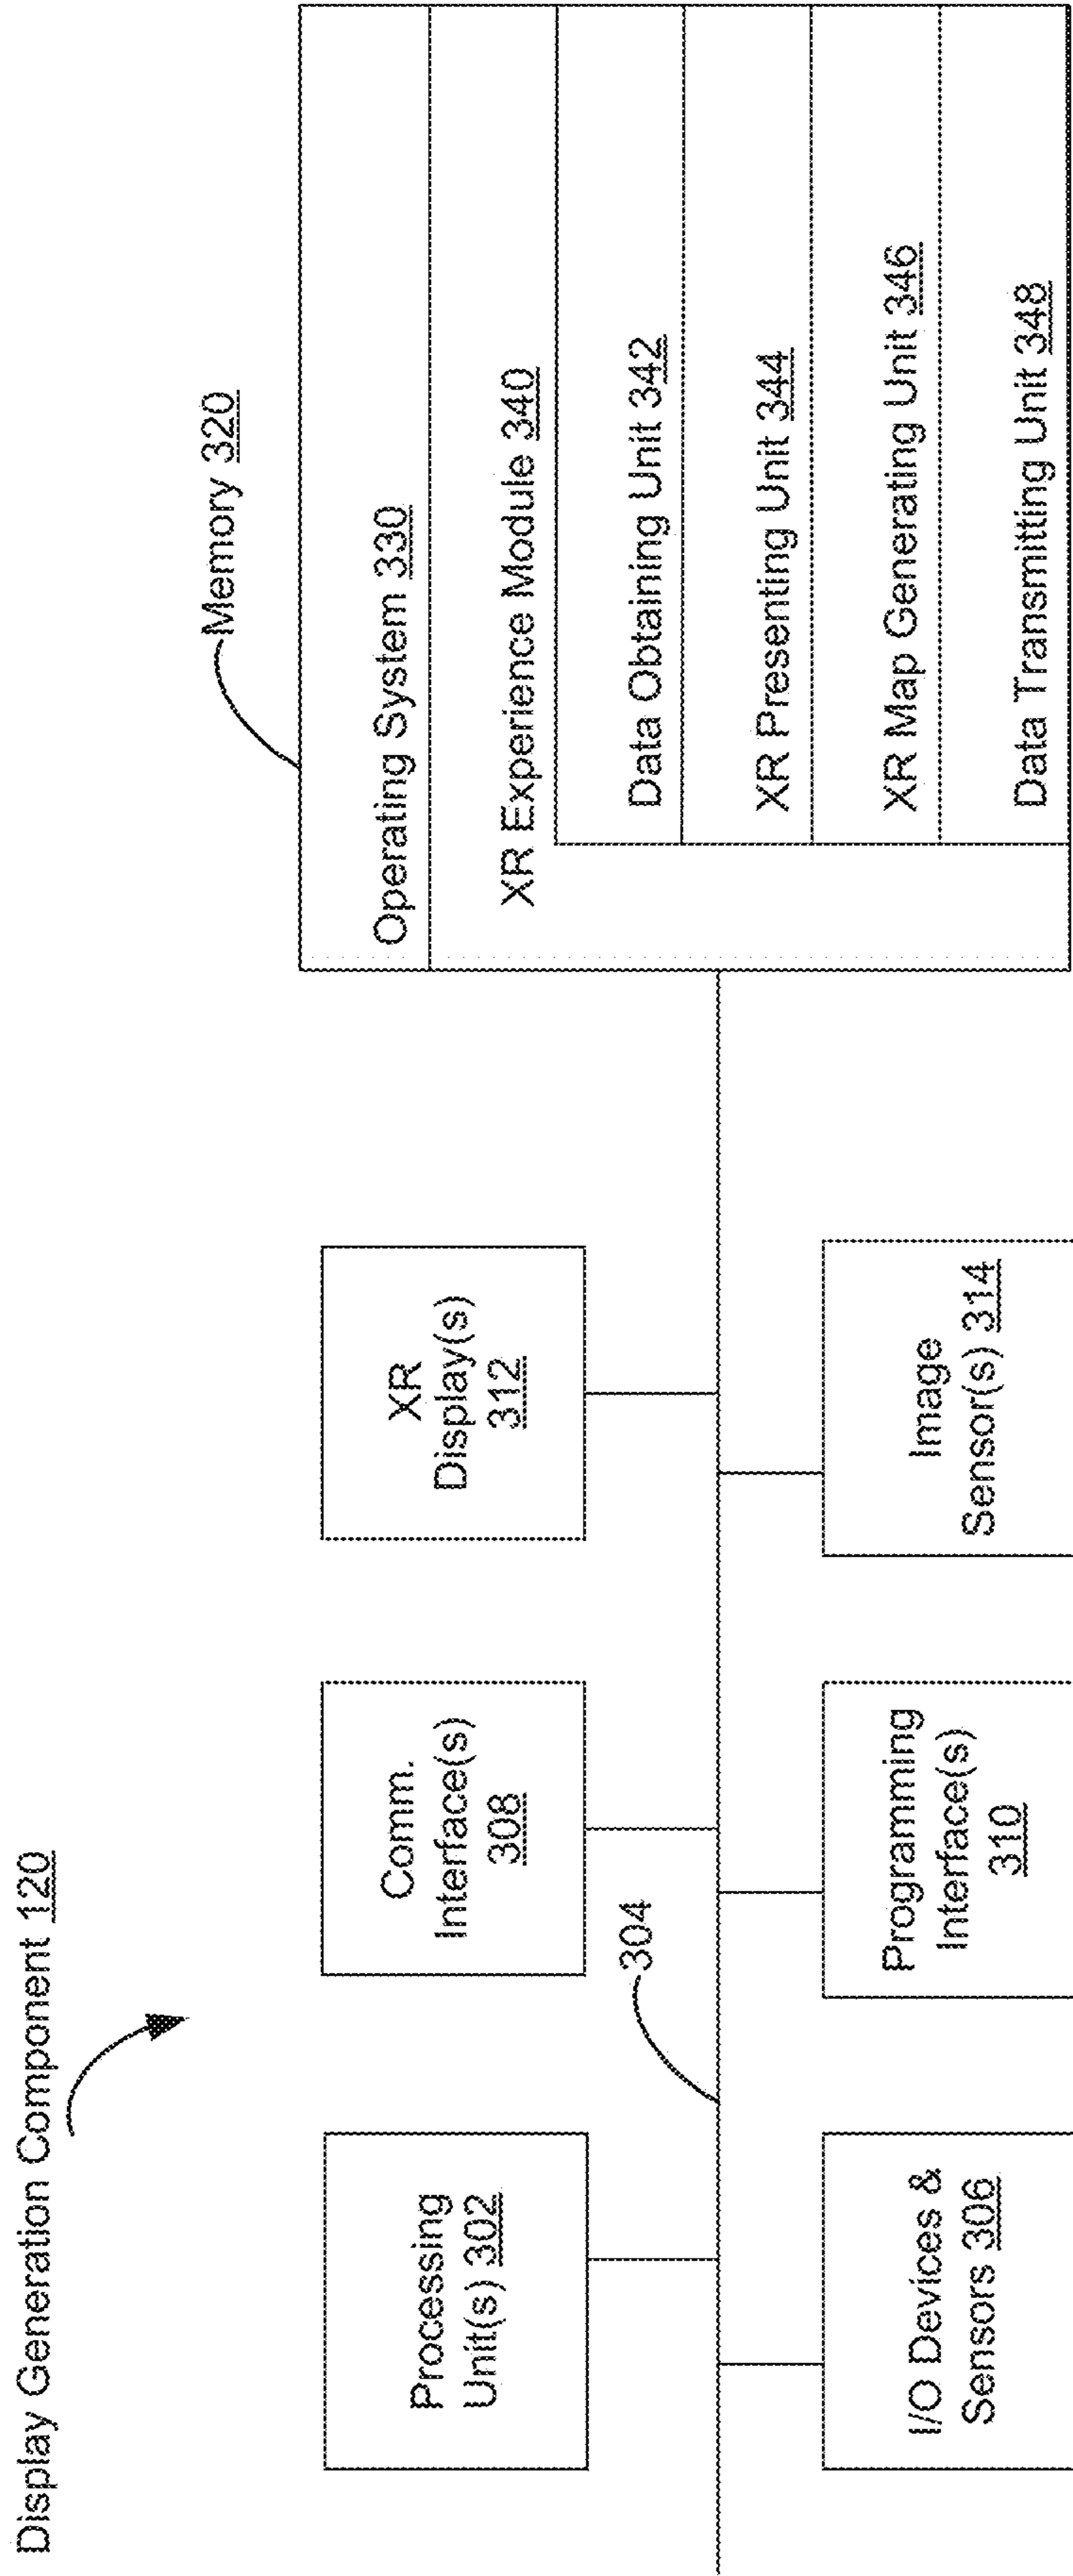 Display Generation Component 120
Memory 320
Processing
Unit(s) 302
Comm.
Interface(s)
308
XR
Display(s)
312
304
I/O Devices &
Sensors 306
Programming
Interface(s)
310
Image
Sensor(s) 314
Operating System 330
XR Experience Module 340
Data Obtaining Unit 342
XR Presenting Unit 344
XR Map Generating Unit 346
Data Transmitting Unit 348